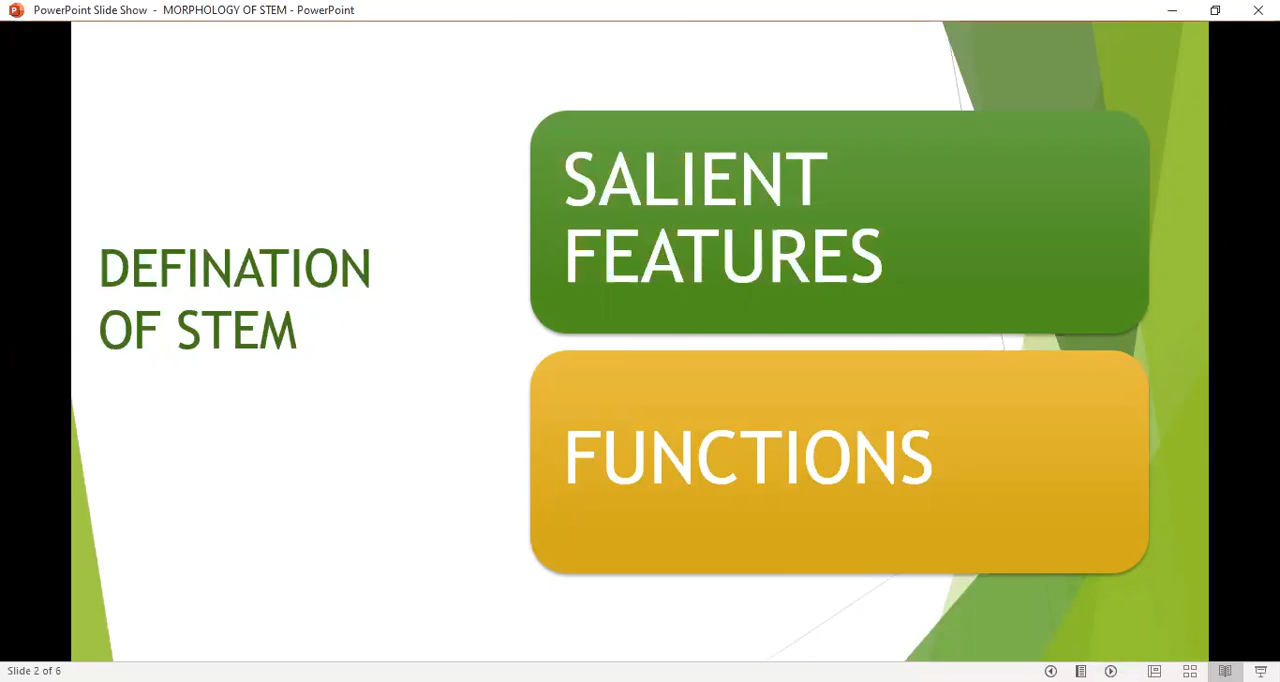 PowerPoint Slide Show - MORPHOLOGY OF STEM - PowerPoint
DEFINATION
OF STEM
SALIENT
FEATURES
FUNCTIONS
Slide 2 of 6